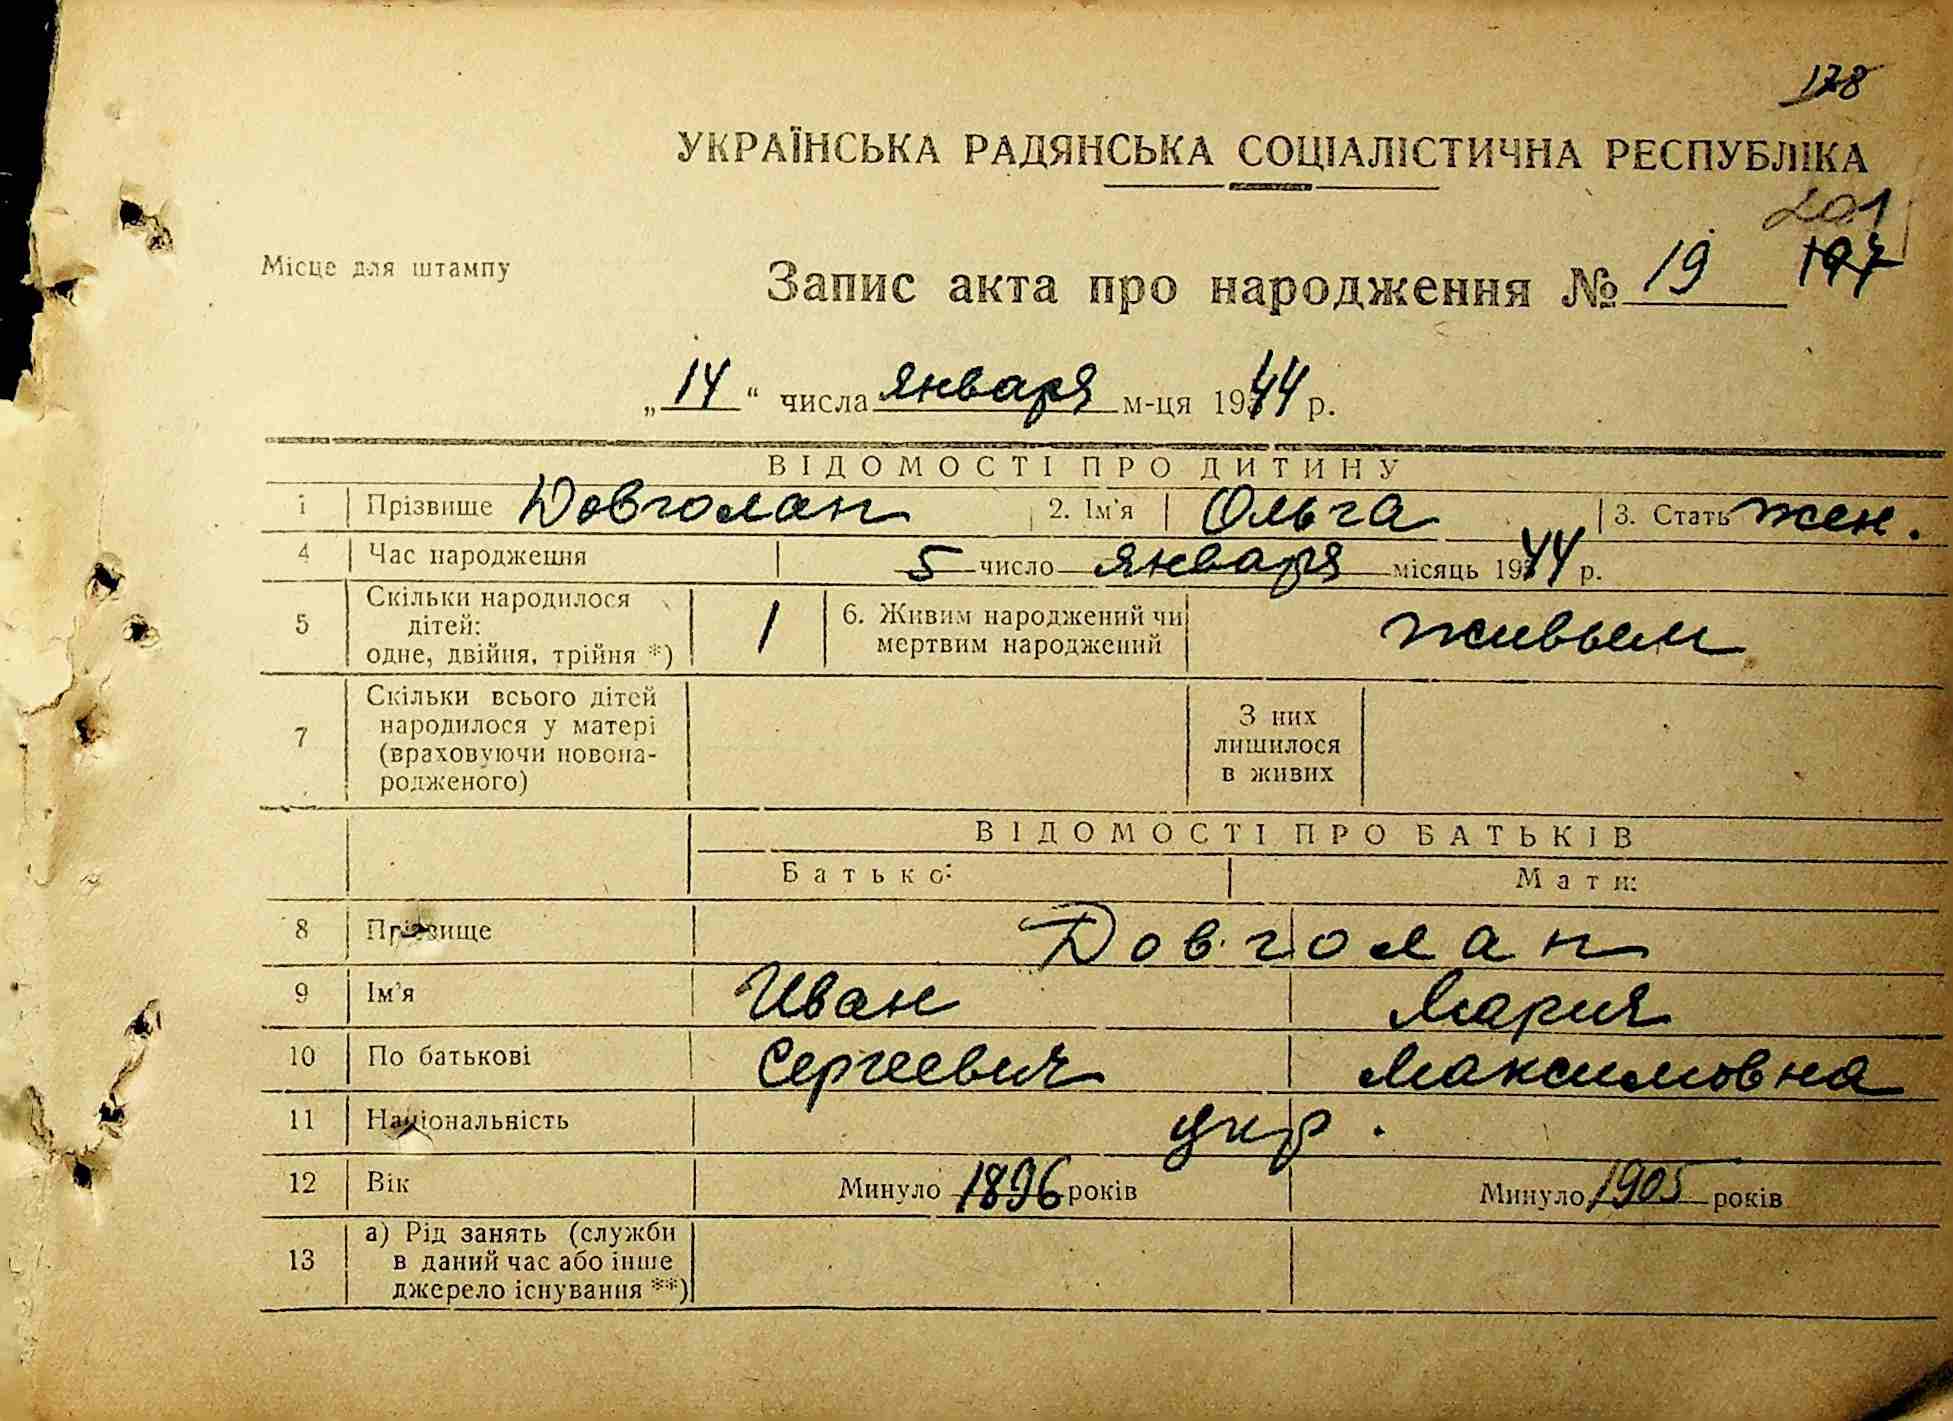 178
УКРАЇНСЬКА РАДЯНСЬКА СОЦІАЛІСТИЧНА РЕСПУБЛІКА
201
Місце для штампу
Запис акта про народження № 19 197
„14“ числа января м-ця 1944 р.
ВІДОМОСТІ ПРО ДИТИНУ
1 Прізвище Довголап 2. Ім'я Ольга 3. Стать жен.
4 Час народження 5 число января місяць 1944 р.
5 Скільки народилося дітей: одне, двійня, трійня *) 1 6. Живим народжений чи мертвим народжений живьем
7 Скільки всього дітей народилося у матері (враховуючи новонародженого) З них лишилося в живих
ВІДОМОСТІ ПРО БАТЬКІВ
Батько: Мати:
8 Прізвище Довголап
9 Ім'я Иван Мария
10 По батькові Сергеевич Максимовна
11 Національність укр.
12 Вік Минуло 1896 років Минуло 1905 років
13 а) Рід занять (служби в даний час або інше джерело існування **)